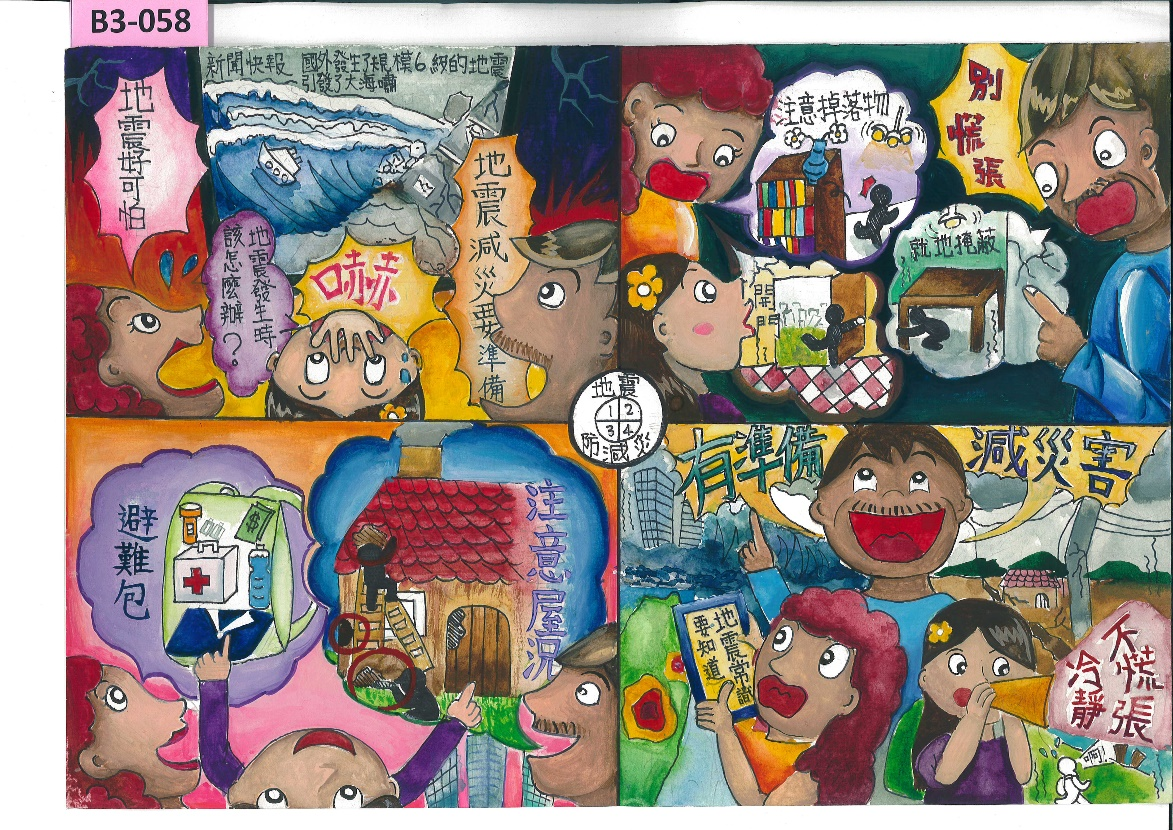 B3-058
新聞快報 國外發生了規模6級的地震
引發了大海嘯
地震好可怕
地震發生時
該怎麼辦？
嚇
地震減災要準備
注意掉落物
別慌張
開門
就地掩蔽
地震
1 2
3 4
防減災
避難包
$
注意屋況
有準備
減災害
地震常識
要知道
不慌張
冷靜
啊!